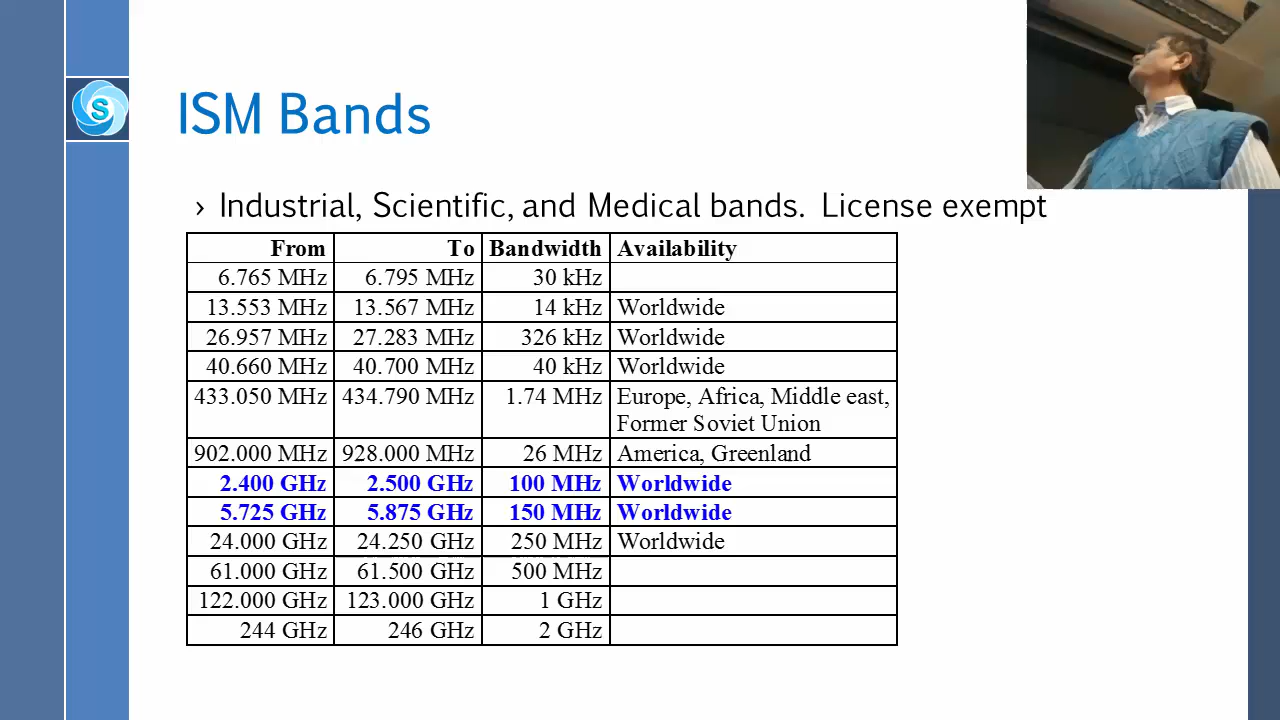 S
ISM Bands
› Industrial, Scientific, and Medical bands. License exempt
From To Bandwidth Availability
6.765 MHz 6.795 MHz 30 kHz
13.553 MHz 13.567 MHz 14 kHz Worldwide
26.957 MHz 27.283 MHz 326 kHz Worldwide
40.660 MHz 40.700 MHz 40 kHz Worldwide
433.050 MHz 434.790 MHz 1.74 MHz Europe, Africa, Middle east,
Former Soviet Union
902.000 MHz 928.000 MHz 26 MHz America, Greenland
2.400 GHz 2.500 GHz 100 MHz Worldwide
5.725 GHz 5.875 GHz 150 MHz Worldwide
24.000 GHz 24.250 GHz 250 MHz Worldwide
61.000 GHz 61.500 GHz 500 MHz
122.000 GHz 123.000 GHz 1 GHz
244 GHz 246 GHz 2 GHz